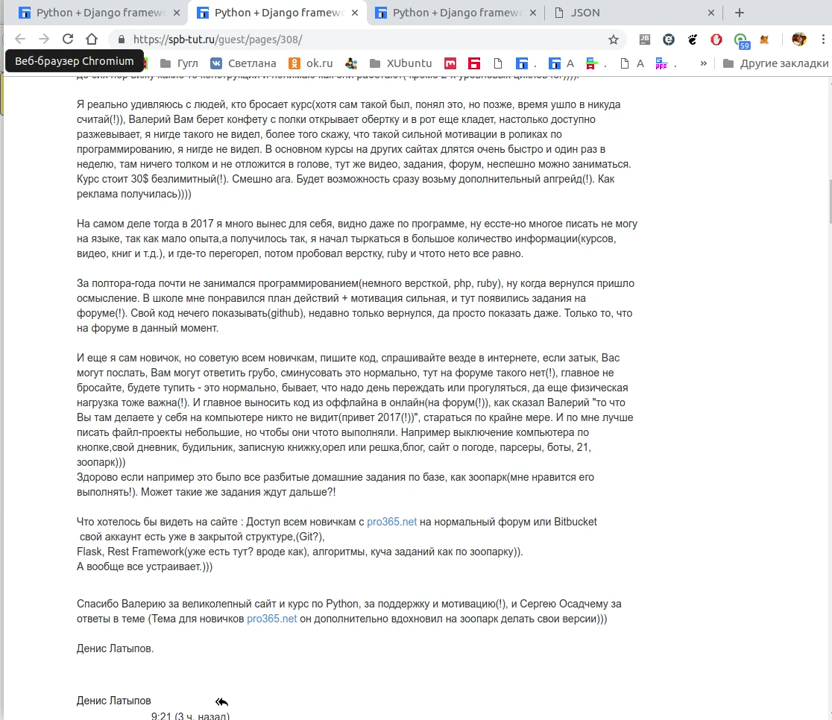 Python + Django framewo
Python + Django framewo
Python + Django framewo
JSON
https://spb-tut.ru/guest/pages/308/
59
Веб-браузер Chromium
Гугл
Светлана
ok.ru
XUbuntu
A
A
»
Другие закладки
Я реально удивляюсь с людей, кто бросает курс(хотя сам такой был, понял это, но позже, время ушло в никуда
считай(!)), Валерий Вам берет конфету с полки открывает обертку и в рот еще кладет, настолько доступно
разжевывает, я нигде такого не видел, более того скажу, что такой сильной мотивации в роликах по
программированию, я нигде не видел. В основном курсы на других сайтах длятся очень быстро и один раз в
неделю, там ничего толком и не отложится в голове, тут же видео, задания, форум, неспешно можно заниматься.
Курс стоит 30$ безлимитный(!). Смешно ага. Будет возможность сразу возьму дополнительный апгрейд(!). Как
реклама получилась))))
На самом деле тогда в 2017 я много вынес для себя, видно даже по программе, ну ессте-но многое писать не могу
на языке, так как мало опыта,а получилось так, я начал тыркаться в большое количество информации(курсов,
видео, книг и т.д.), и где-то перегорел, потом пробовал верстку, ruby и чтото нето все равно.
За полтора-года почти не занимался программированием(немного версткой, php, ruby), ну когда вернулся пришло
осмысление. В школе мне понравился план действий + мотивация сильная, и тут появились задания на
форуме(!). Свой код нечего показывать(github), недавно только вернулся, да просто показать даже. Только то, что
на форуме в данный момент.
И еще я сам новичок, но советую всем новичкам, пишите код, спрашивайте везде в интернете, если затык, Вас
могут послать, Вам могут ответить грубо, сминусовать это нормально, тут на форуме такого нет(!), главное не
бросайте, будете тупить - это нормально, бывает, что надо день переждать или прогуляться, да еще физическая
нагрузка тоже важна(!). И главное выносить код из оффлайна в онлайн(на форум(!)), как сказал Валерий "то что
Вы там делаете у себя на компьютере никто не видит(привет 2017(!))", стараться по крайне мере. И по мне лучше
писать файл-проекты небольшие, но чтобы они чтото выполняли. Например выключение компьютера по
кнопке,свой дневник, будильник, записную книжку,орел или решка,блог, сайт о погоде, парсеры, боты, 21,
зоопарк)))
Здорово если например это было все разбитые домашние задания по базе, как зоопарк(мне нравится его
выполнять!). Может такие же задания ждут дальше?!
Что хотелось бы видеть на сайте : Доступ всем новичкам с pro365.net на нормальный форум или Bitbucket
свой аккаунт есть уже в закрытой структуре,(Git?),
Flask, Rest Framework(уже есть тут? вроде как), алгоритмы, куча заданий как по зоопарку)).
А вообще все устраивает.)))
Спасибо Валерию за великолепный сайт и курс по Python, за поддержку и мотивацию(!), и Сергею Осадчему за
ответы в теме (Тема для новичков pro365.net он дополнительно вдохновил на зоопарк делать свои версии)))
Денис Латыпов.
Денис Латыпов
9:21 (3 ч. назад)